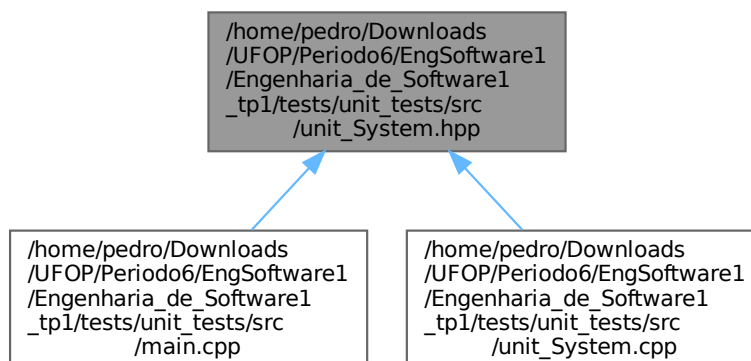 /home/pedro/Downloads
/UFOP/Periodo6/EngSoftware1
/Engenharia_de_Software1
_tp1/tests/unit_tests/src
/unit_System.hpp
/home/pedro/Downloads
/UFOP/Periodo6/EngSoftware1
/Engenharia_de_Software1
_tp1/tests/unit_tests/src
/main.cpp
/home/pedro/Downloads
/UFOP/Periodo6/EngSoftware1
/Engenharia_de_Software1
_tp1/tests/unit_tests/src
/unit_System.cpp